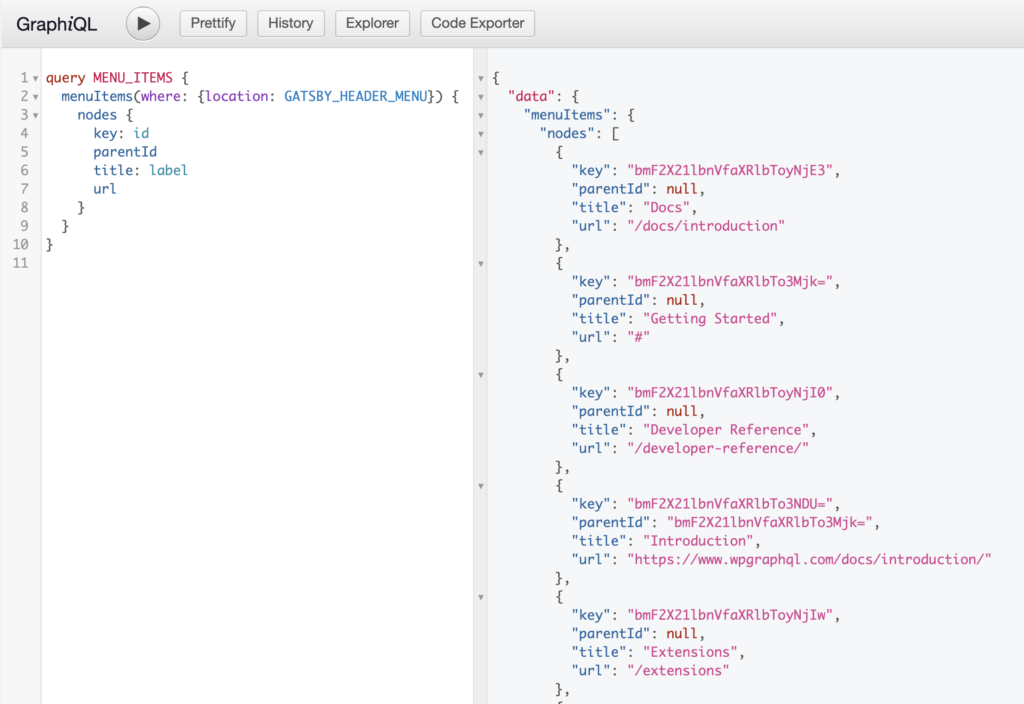 GraphiQL
Prettify
History
Explorer
Code Exporter
1 query MENU_ITEMS {
2   menuItems(where: {location: GATSBY_HEADER_MENU}) {
3     nodes {
4       key: id
5       parentId
6       title: label
7       url
8     }
9   }
10 }
11
{
  "data": {
    "menuItems": {
      "nodes": [
        {
          "key": "bmF2X21lbnVfaXRlbToyNjE3",
          "parentId": null,
          "title": "Docs",
          "url": "/docs/introduction"
        },
        {
          "key": "bmF2X21lbnVfaXRlbTo3Mjk=",
          "parentId": null,
          "title": "Getting Started",
          "url": "#"
        },
        {
          "key": "bmF2X21lbnVfaXRlbToyNjI0",
          "parentId": null,
          "title": "Developer Reference",
          "url": "/developer-reference/"
        },
        {
          "key": "bmF2X21lbnVfaXRlbTo3NDU=",
          "parentId": "bmF2X21lbnVfaXRlbTo3Mjk=",
          "title": "Introduction",
          "url": "https://www.wpgraphql.com/docs/introduction/"
        },
        {
          "key": "bmF2X21lbnVfaXRlbToyNjIw",
          "parentId": null,
          "title": "Extensions",
          "url": "/extensions"
        },